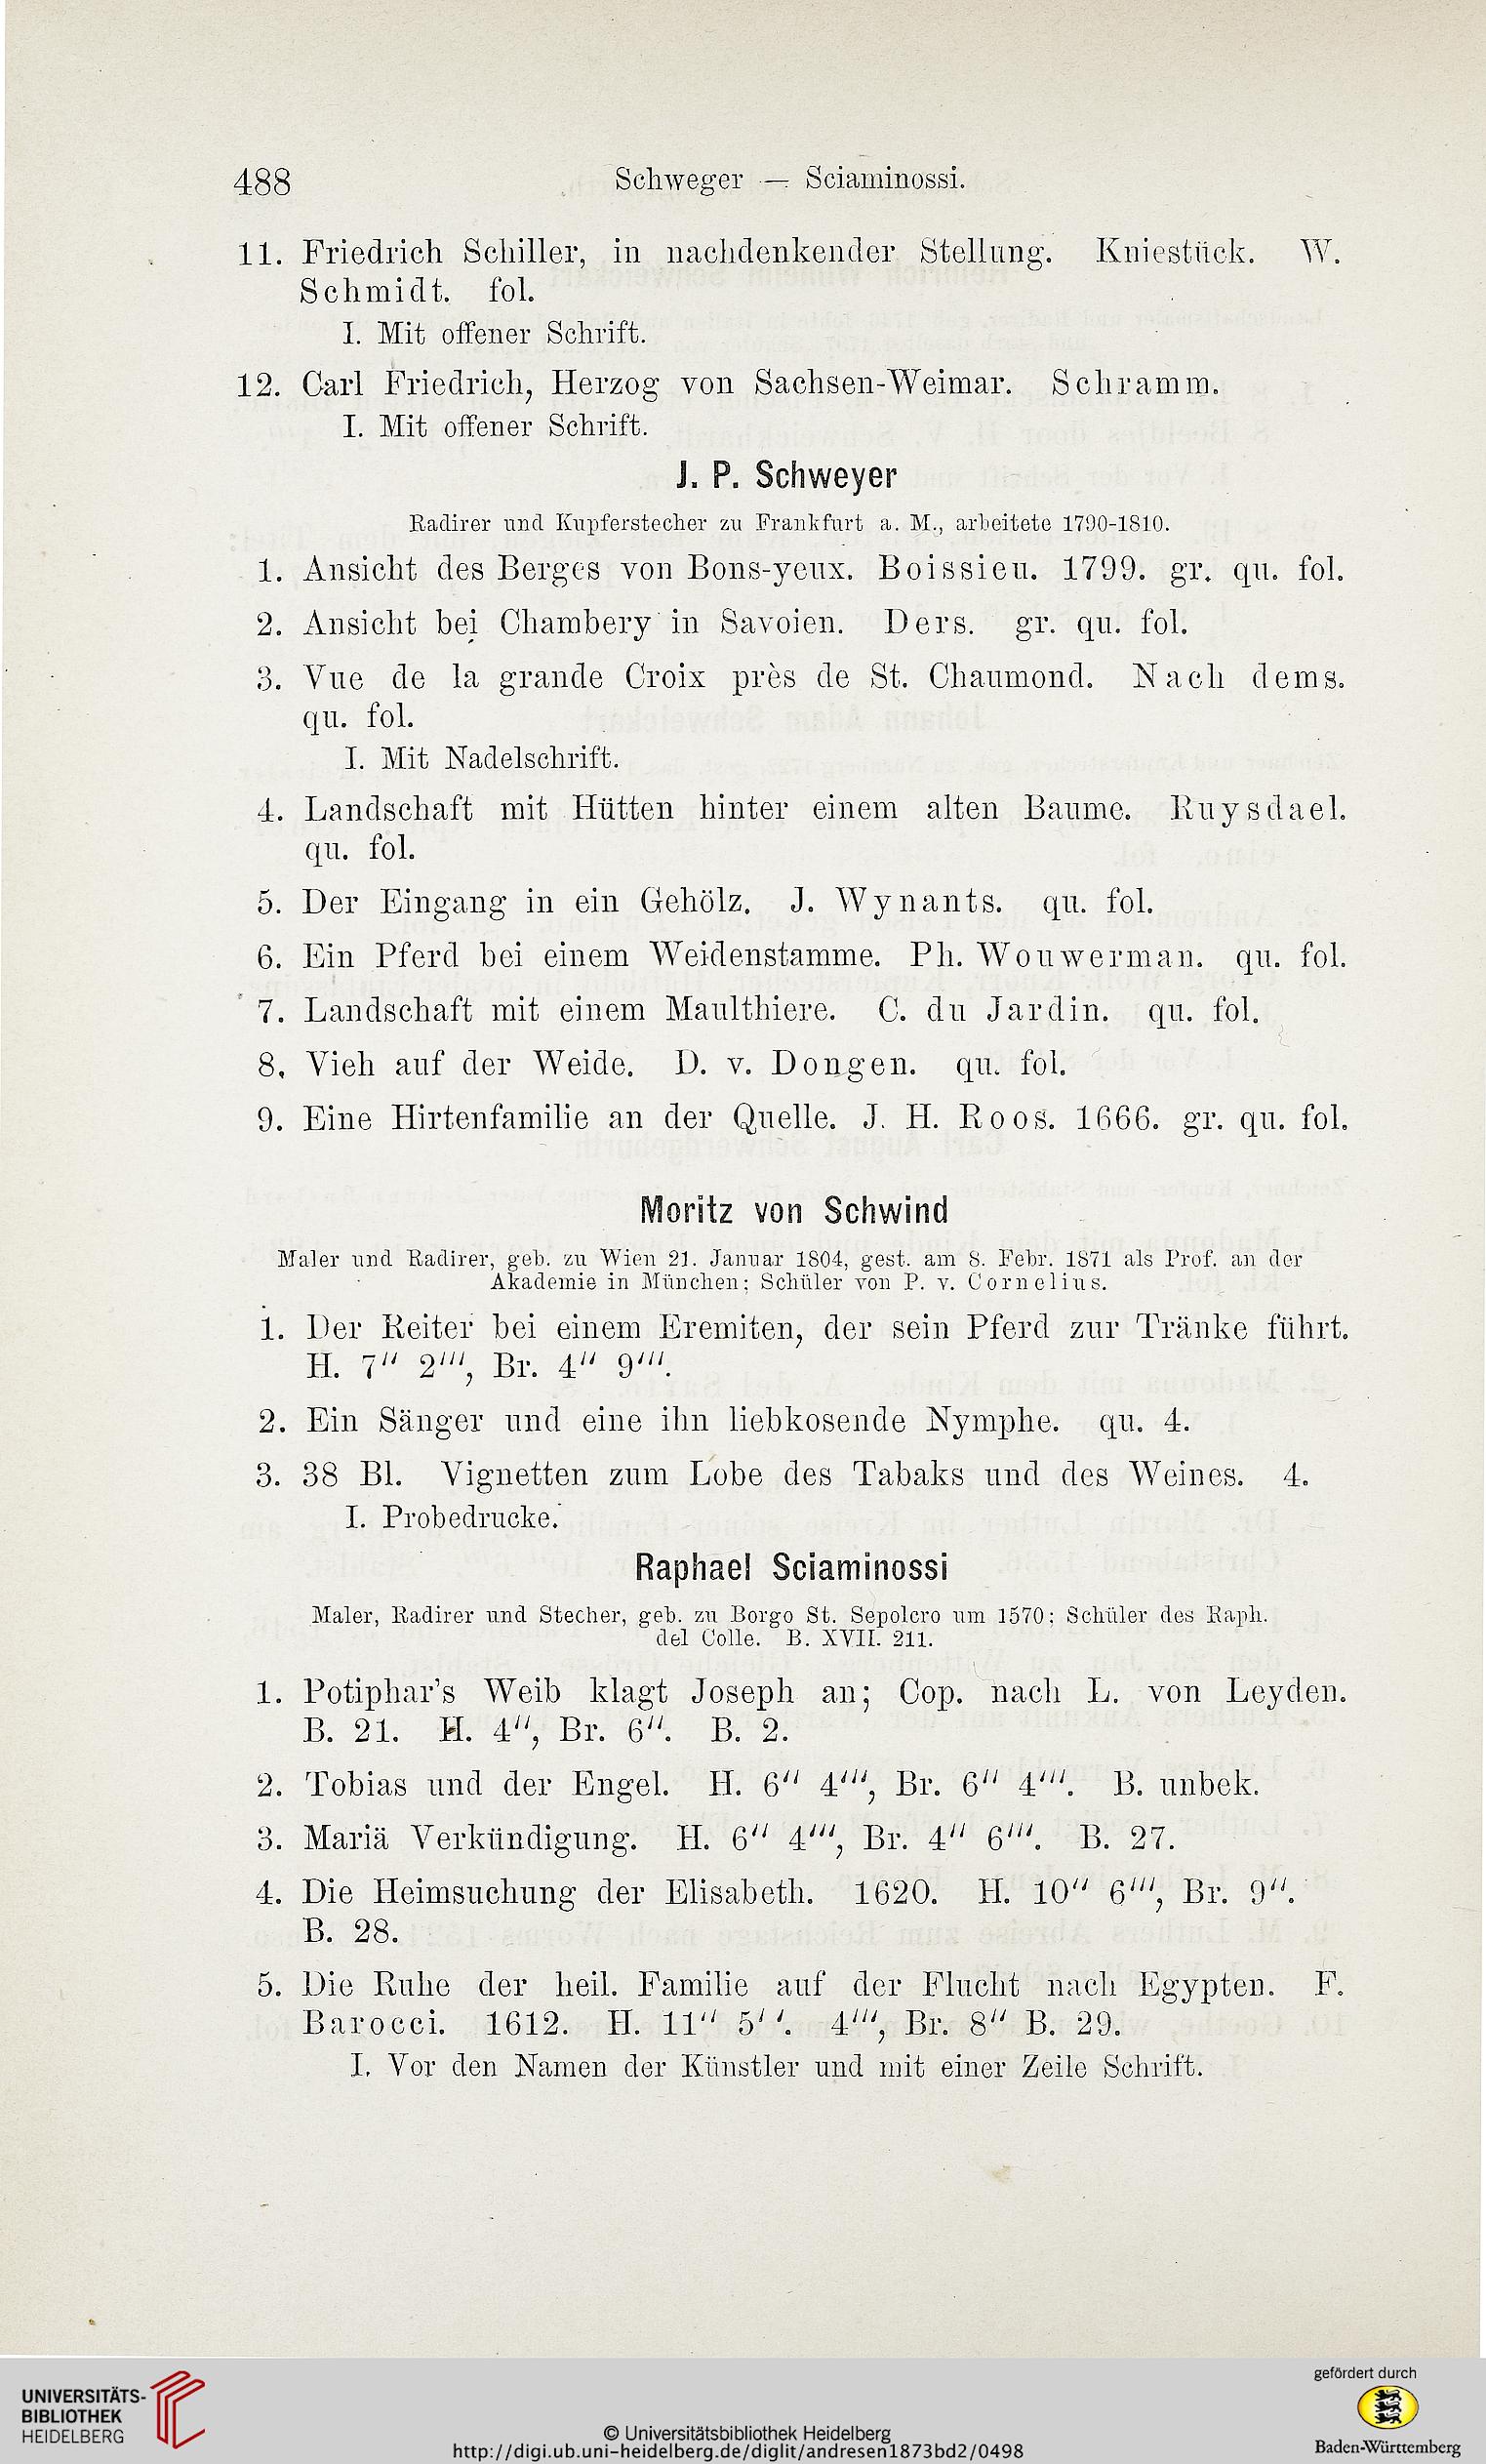 488
Schweger — Sciaminossi.
11. Friedrich Schiller, in nachdenkender Stellung. Kniestück. W.
Schmidt. fol.
I. Mit offener Schrift.
12. Carl Friedrich, Herzog von Sachsen-Weimar. Schramm.
I. Mit offener Schrift.
J. P. Schweyer
Radirer und Kupferstecher zu Frankfurt a. M., arbeitete 1790-1810.
1. Ansicht des Berges von Bons-yeux. Boissieu. 1799. gr. qu. fol.
2. Ansicht bei Chambery in Savoien. Ders. gr. qu. fol.
3. Vue de la grande Croix près de St. Chaumond. Nach dems.
qu. fol.
I. Mit Nadelschrift.
4. Landschaft mit Hütten hinter einem alten Baume. Ruysdael.
qu. fol.
5. Der Eingang in ein Gehölz. J. Wynants. qu. fol.
6. Ein Pferd bei einem Weidenstamme. Ph. Wouwerman. qu. fol.
7. Landschaft mit einem Maulthiere. C. du Jardin. qu. fol.
8. Vieh auf der Weide. D. v. Dongen. qu. fol.
9. Eine Hirtenfamilie an der Quelle. J. H. Roos. 1666. gr. qu. fol.
Moritz von Schwind
Maler und Radirer, geb. zu Wien 21. Januar 1804, gest. am 8. Febr. 1871 als Prof. an der
Akademie in München; Schüler von P. v. Cornelius.
1. Der Reiter bei einem Eremiten, der sein Pferd zur Tränke führt.
H. 7" 2"', Br. 4" 9"'.
2. Ein Sänger und eine ihn liebkosende Nymphe. qu. 4.
3. 38 Bl. Vignetten zum Lobe des Tabaks und des Weines. 4.
I. Probedrucke.
Raphael Sciaminossi
Maler, Radirer und Stecher, geb. zu Borgo St. Sepolcro um 1570; Schüler des Raph.
del Colle. B. XVII. 211.
1. Potiphar's Weib klagt Joseph an; Cop. nach L. von Leyden.
B. 21. H. 4", Br. 6". B. 2.
2. Tobias und der Engel. H. 6" 4"', Br. 6" 4"'. B. unbek.
3. Mariä Verkündigung. H. 6" 4"', Br. 4" 6"'. B. 27.
4. Die Heimsuchung der Elisabeth. 1620. H. 10" 6"', Br. 9".
B. 28.
5. Die Ruhe der heil. Familie auf der Flucht nach Egypten. F.
Barocci. 1612. H. 11" 5''. 4"', Br. 8" B. 29.
I. Vor den Namen der Künstler und mit einer Zeile Schrift.
UNIVERSITÄTS-
BIBLIOTHEK
HEIDELBERG
© Universitätsbibliothek Heidelberg
http://digi.ub.uni-heidelberg.de/diglit/andresen1873bd2/0498
gefördert durch
Baden-Württemberg